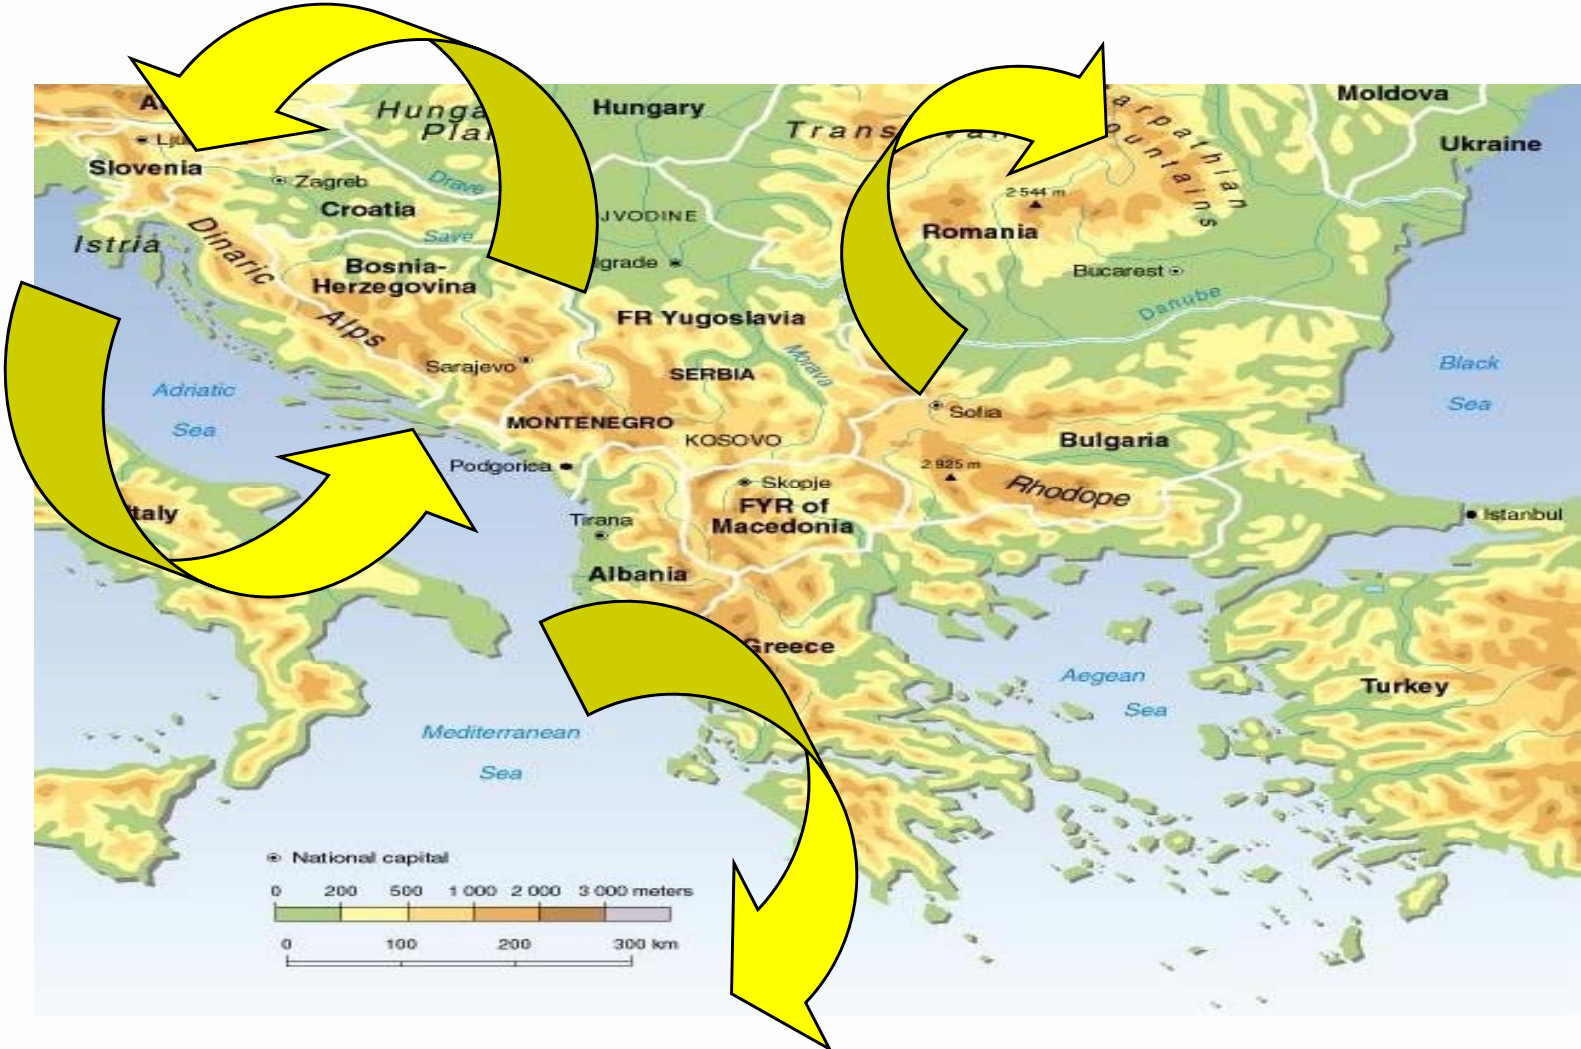 Moldova
Hungary
Ukraine
Slovenia
Zagreb
Drave
Croatia
2 544 m
Carpathian
Mountains
Romania
Istria
Dinaric
Alps
Save
Bosnia-
Herzegovina
Bucarest
Danube
FR Yugoslavia
Morava
Sarajevo
SERBIA
Adriatic
Sea
Black
Sea
MONTENEGRO
KOSOVO
Sofia
Bulgaria
Podgorica
2 925 m
Skopje
Rhodope
FYR of
Macedonia
Italy
Tirana
Istanbul
Albania
Greece
Aegean
Sea
Turkey
Mediterranean
Sea
National capital
0 200 500 1 000 2 000 3 000 meters
0 100 200 300 km